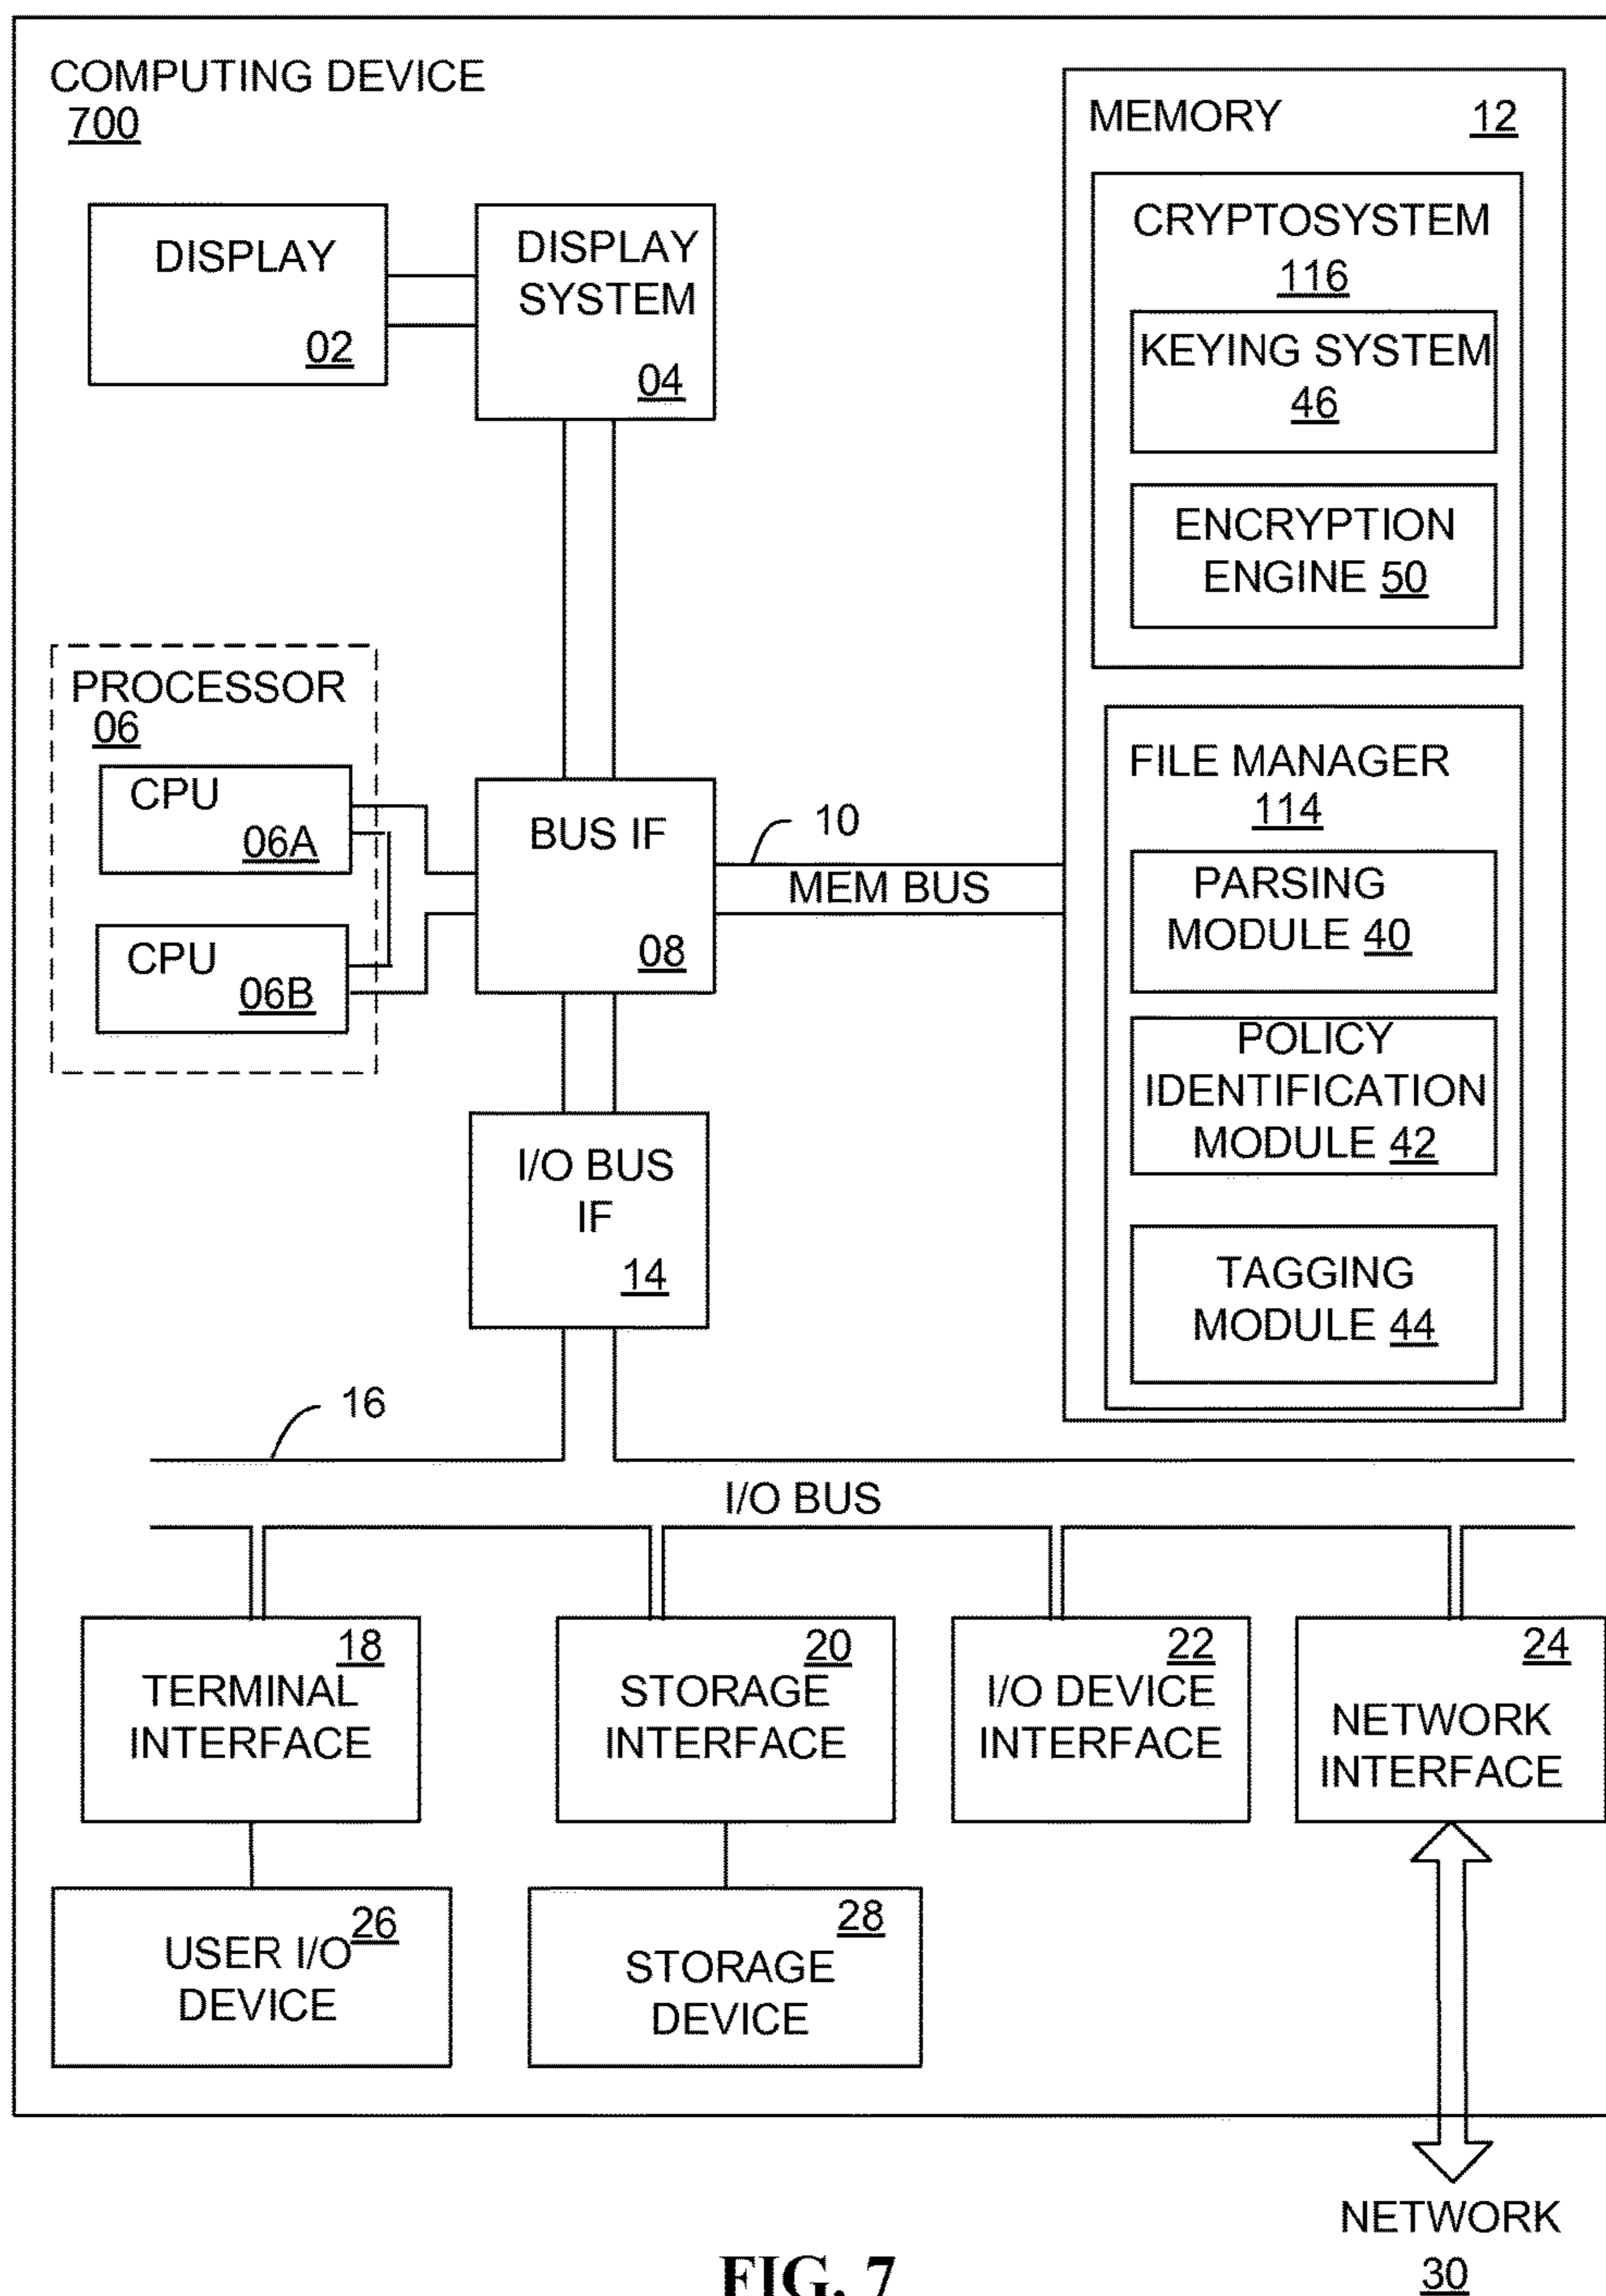 COMPUTING DEVICE
700
DISPLAY
02
DISPLAY
SYSTEM
04
MEMORY 12
CRYPTOSYSTEM
116
KEYING SYSTEM
46
ENCRYPTION
ENGINE 50
PROCESSOR
06
CPU
06A
CPU
06B
BUS IF
08
10
MEM BUS
FILE MANAGER
114
PARSING
MODULE 40
POLICY
IDENTIFICATION
MODULE 42
TAGGING
MODULE 44
I/O BUS
IF
14
16
I/O BUS
18
TERMINAL
INTERFACE
20
STORAGE
INTERFACE
22
I/O DEVICE
INTERFACE
24
NETWORK
INTERFACE
26
USER I/O
DEVICE
28
STORAGE
DEVICE
NETWORK
30
FIG. 7